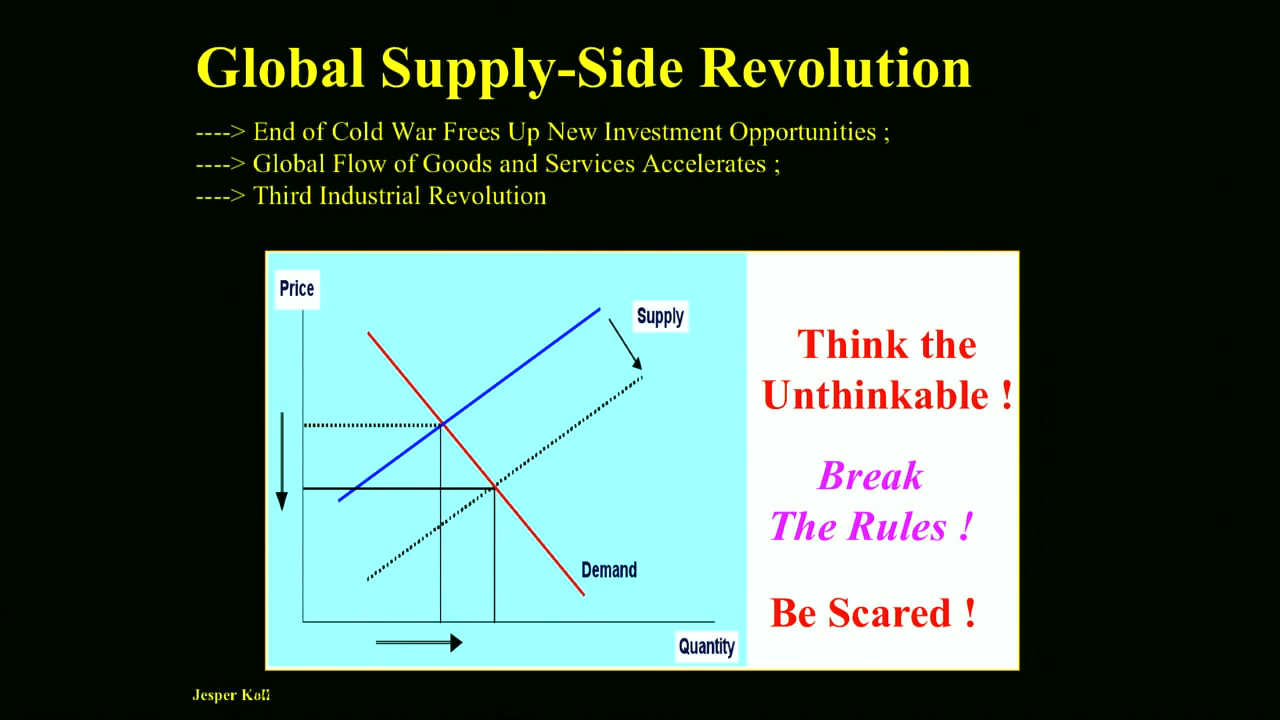 Global Supply-Side Revolution
----> End of Cold War Frees Up New Investment Opportunities ;
----> Global Flow of Goods and Services Accelerates ;
----> Third Industrial Revolution
Price
Supply
Demand
Quantity
Think the
Unthinkable !
Break
The Rules !
Be Scared !
Jesper Koll